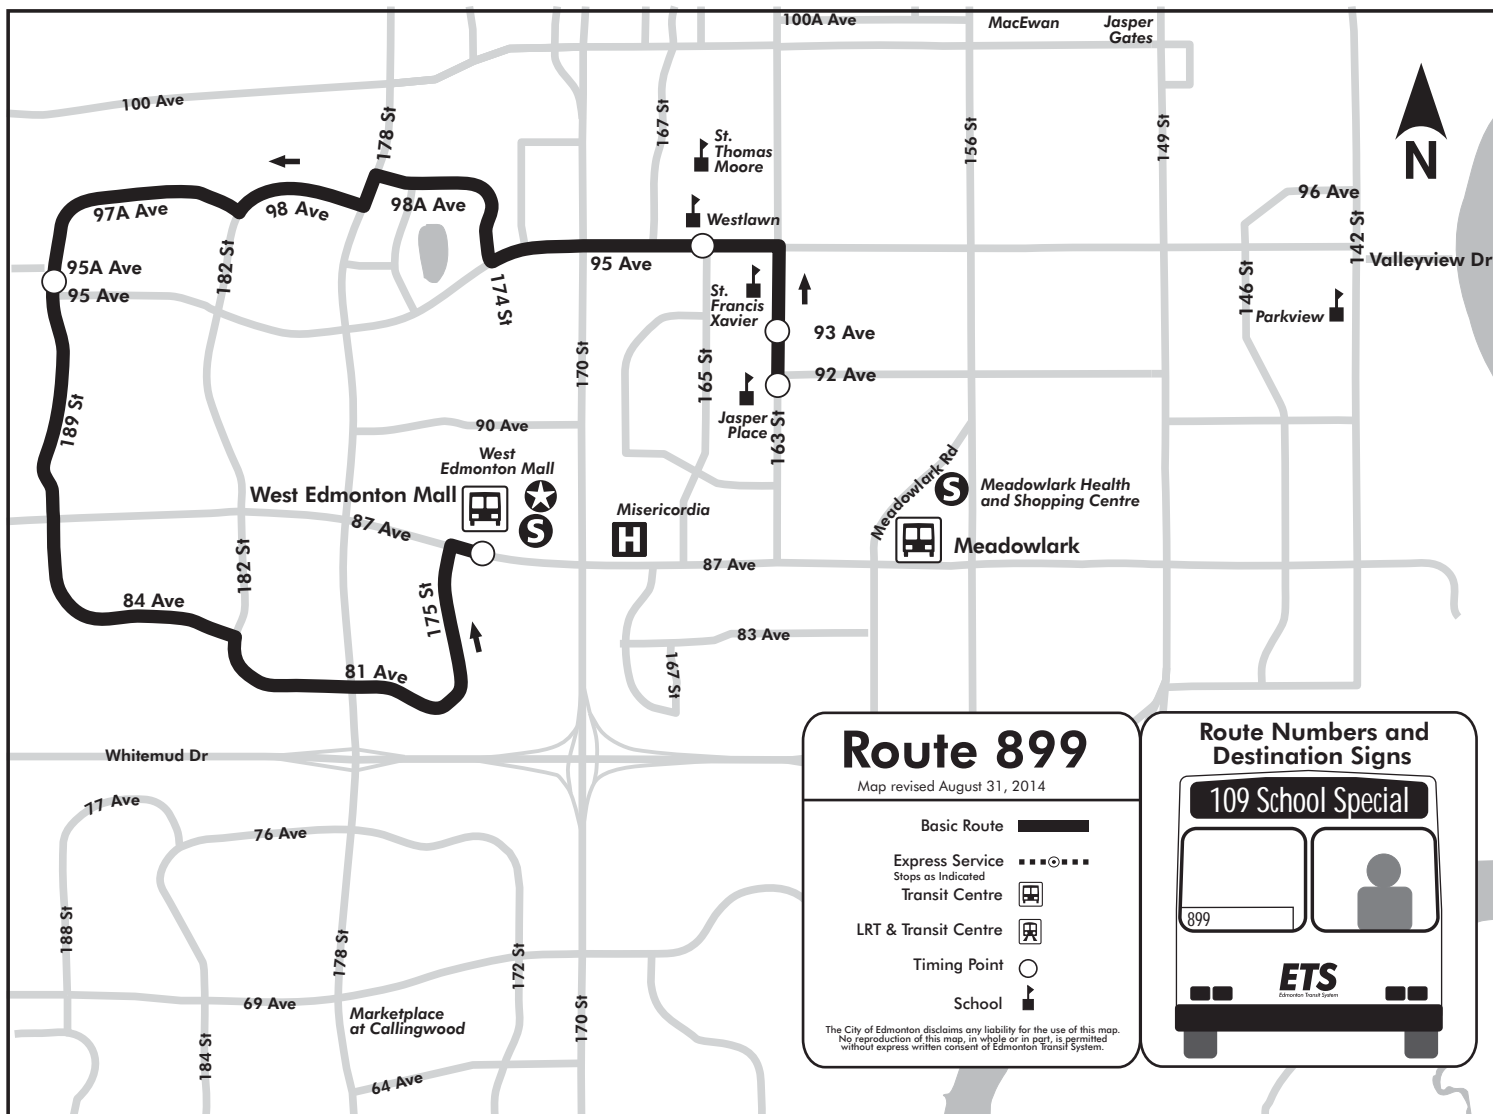 100A Ave
MacEwan
Jasper
Gates
100 Ave
178 St
167 St
156 St
149 St
N
St.
Thomas
Moore
Westlawn
96 Ave
142 St
97A Ave
98 Ave
98A Ave
182 St
95A Ave
95 Ave
174 St
95 Ave
St.
Francis
Xavier
146 St
Valleyview Dr
Parkview
93 Ave
92 Ave
170 St
165 St
Jasper
Place
163 St
189 St
90 Ave
West
Edmonton Mall
West Edmonton Mall
S
87 Ave
Misericordia
H
Meadowlark Rd
S
Meadowlark Health
and Shopping Centre
Meadowlark
87 Ave
182 St
84 Ave
175 St
83 Ave
167 St
81 Ave
Whitemud Dr
77 Ave
76 Ave
188 St
178 St
172 St
69 Ave
Marketplace
at Callingwood
170 St
184 St
64 Ave
Route 899
Map revised August 31, 2014
Basic Route
Express Service
Stops as Indicated
Transit Centre
LRT & Transit Centre
Timing Point
School
The City of Edmonton disclaims any liability for the use of this map.
No reproduction of this map, in whole or in part, is permitted
without express written consent of Edmonton Transit System.
Route Numbers and
Destination Signs
109 School Special
899
ETS
Edmonton Transit System